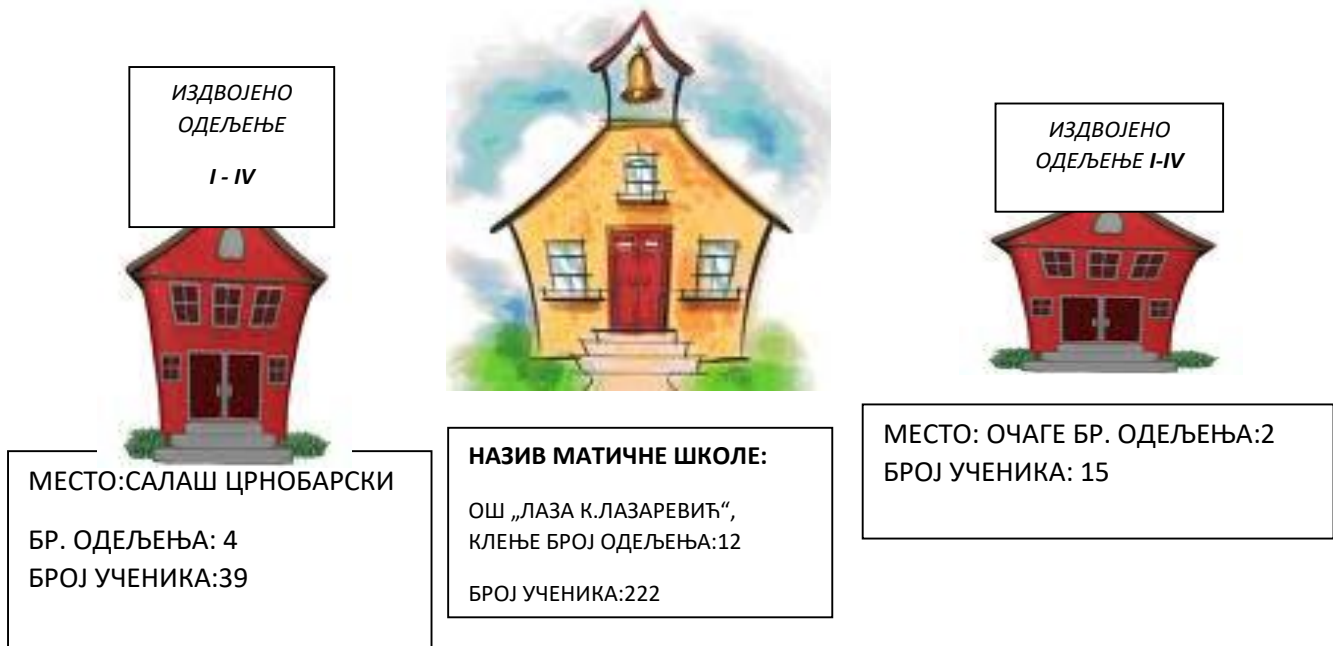 ИЗДВОЈЕНО
ОДЕЉЕЊЕ
I - IV
МЕСТО:САЛАШ ЦРНОБАРСКИ
БР. ОДЕЉЕЊА: 4
БРОЈ УЧЕНИКА:39
НАЗИВ МАТИЧНЕ ШКОЛЕ:
ОШ „ЛАЗА К.ЛАЗАРЕВИЋ“,
КЛЕЊЕ БРОЈ ОДЕЉЕЊА:12
БРОЈ УЧЕНИКА:222
ИЗДВОЈЕНО
ОДЕЉЕЊЕ I-IV
МЕСТО: ОЧАГЕ БР. ОДЕЉЕЊА:2
БРОЈ УЧЕНИКА: 15